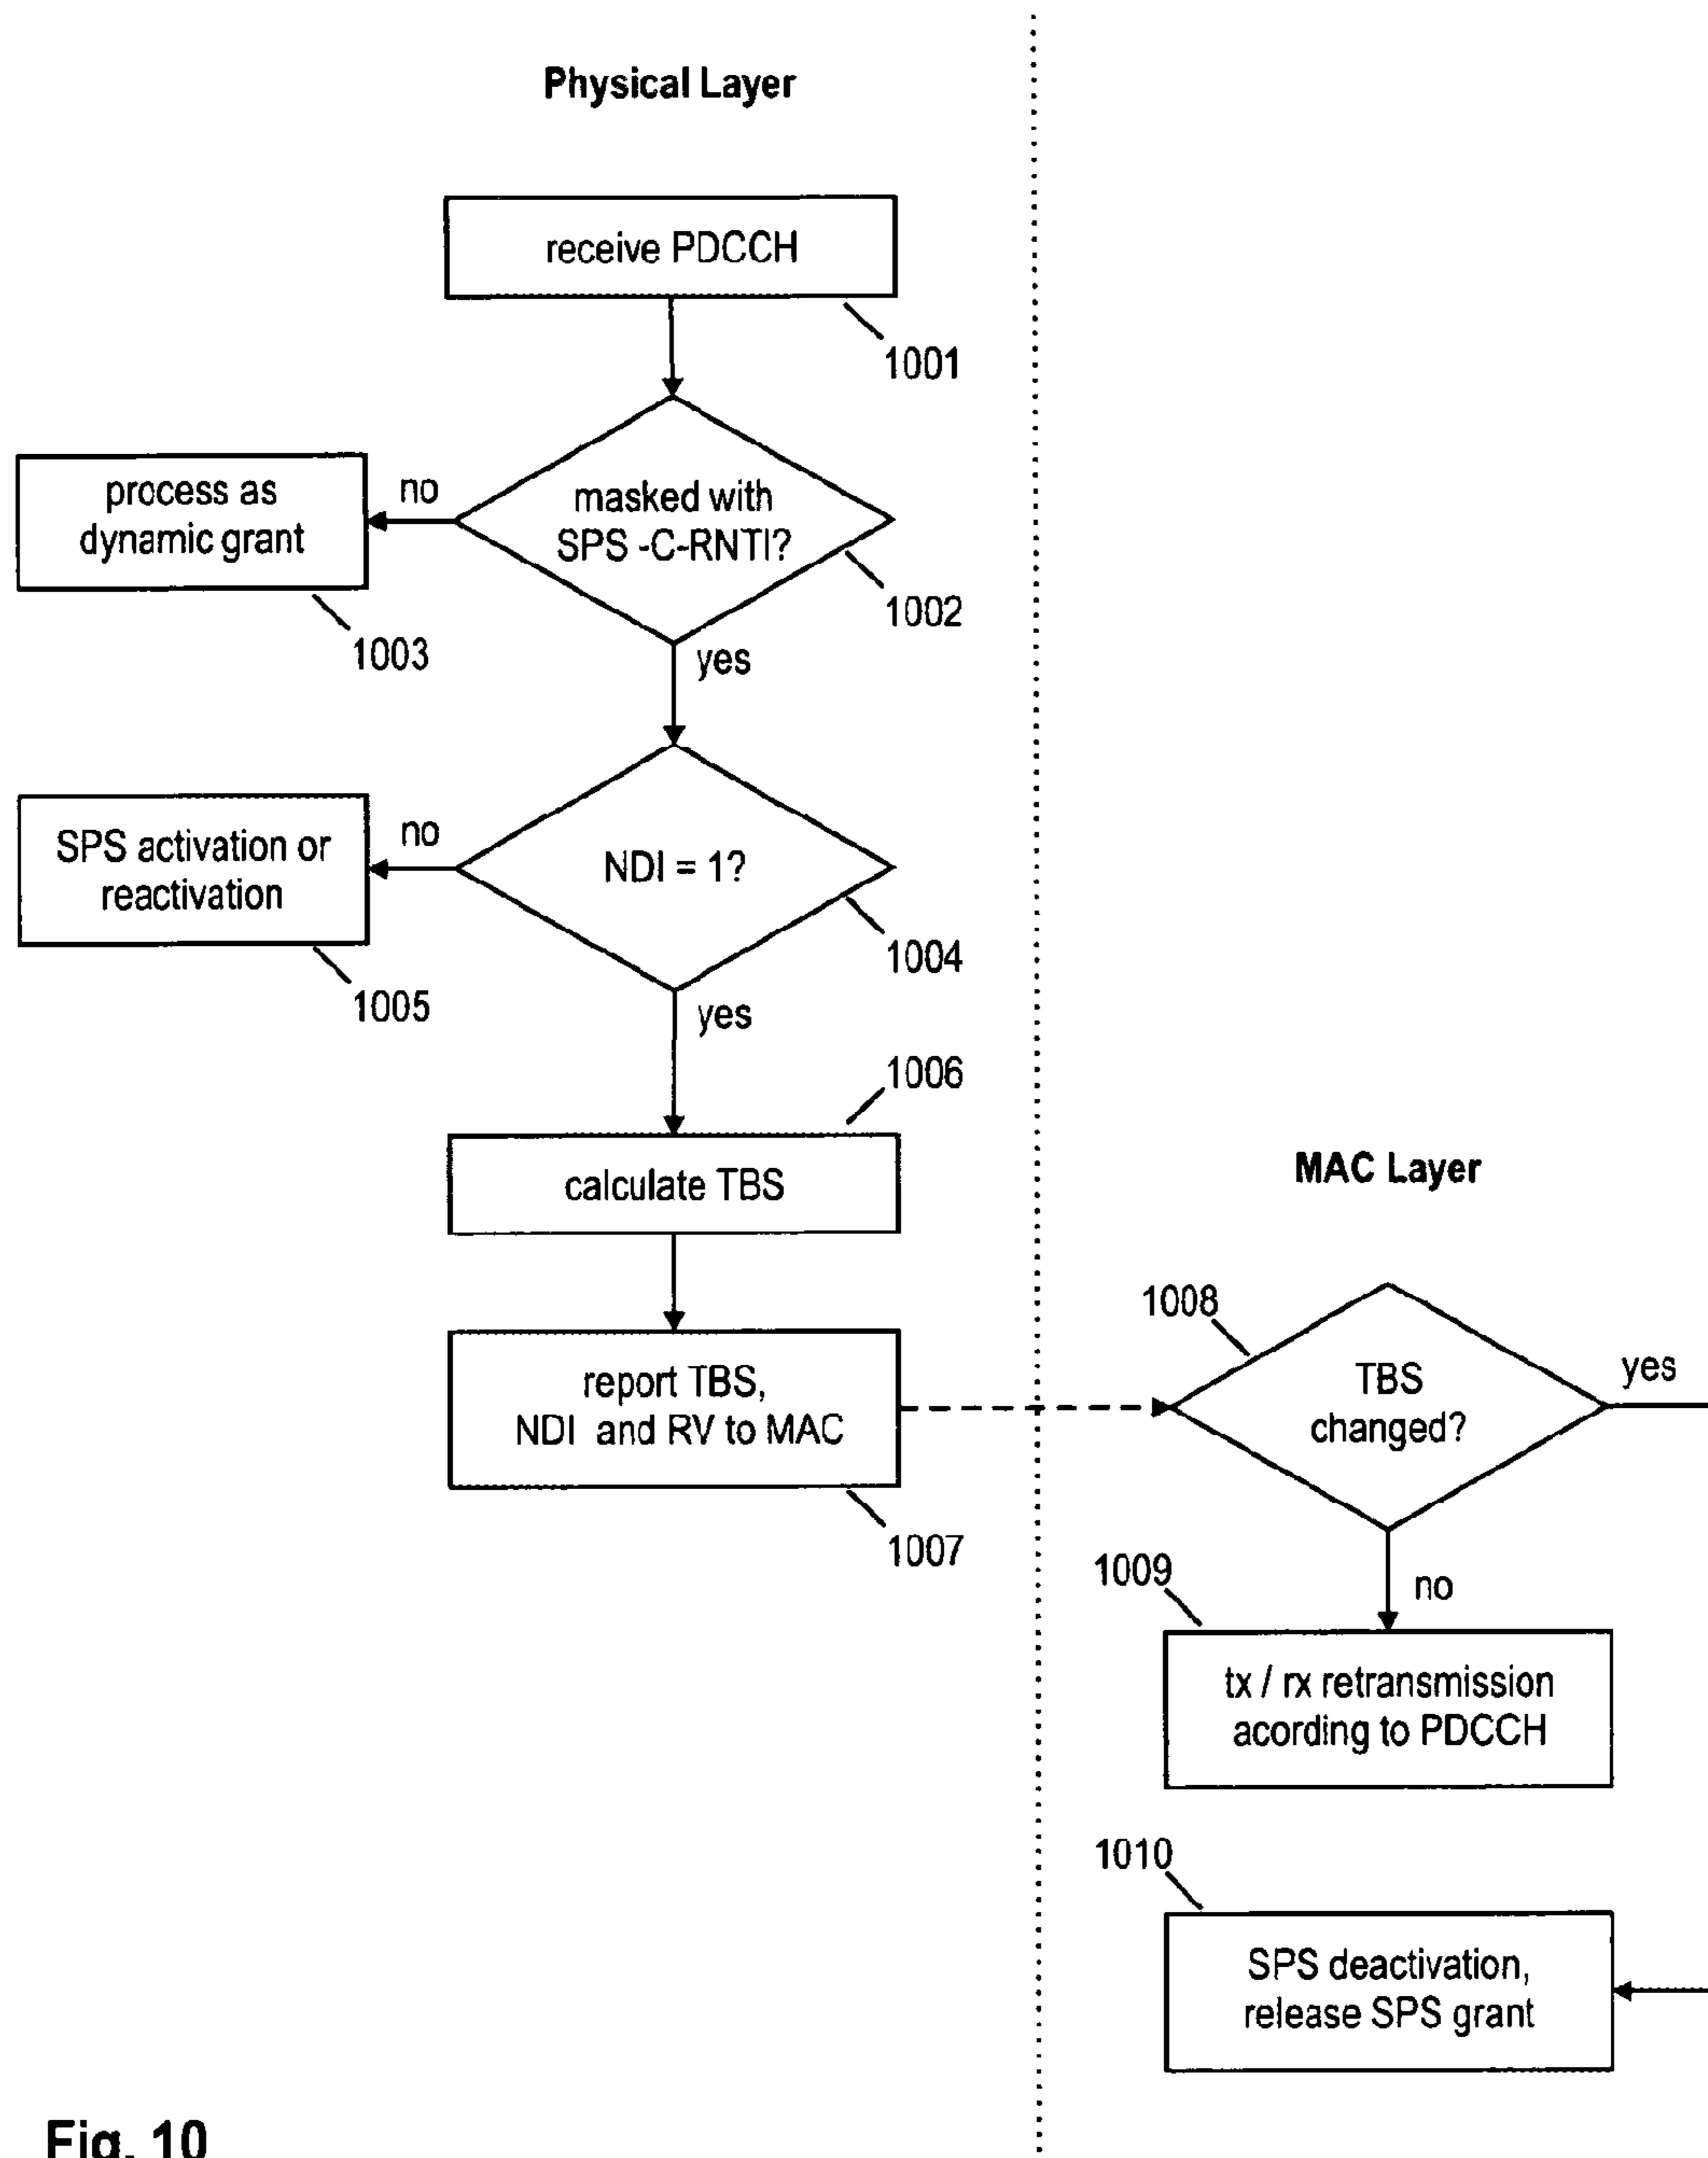 Physical Layer
receive PDCCH
1001
masked with
SPS -C-RNTI?
1002
no
process as
dynamic grant
1003
yes
NDI = 1?
1004
no
SPS activation or
reactivation
1005
yes
1006
calculate TBS
report TBS,
NDI and RV to MAC
1007
MAC Layer
1008
TBS
changed?
yes
no
1009
tx / rx retransmission
acording to PDCCH
1010
SPS deactivation,
release SPS grant
Fig. 10